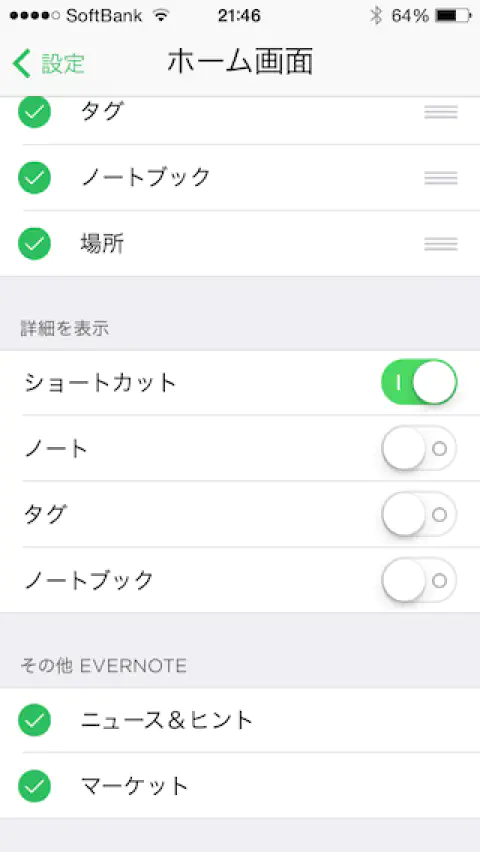 SoftBank 21:46 64%
設定 ホーム画面
タグ
ノートブック
場所
詳細を表示
ショートカット
ノート
タグ
ノートブック
その他 EVERNOTE
ニュース＆ヒント
マーケット